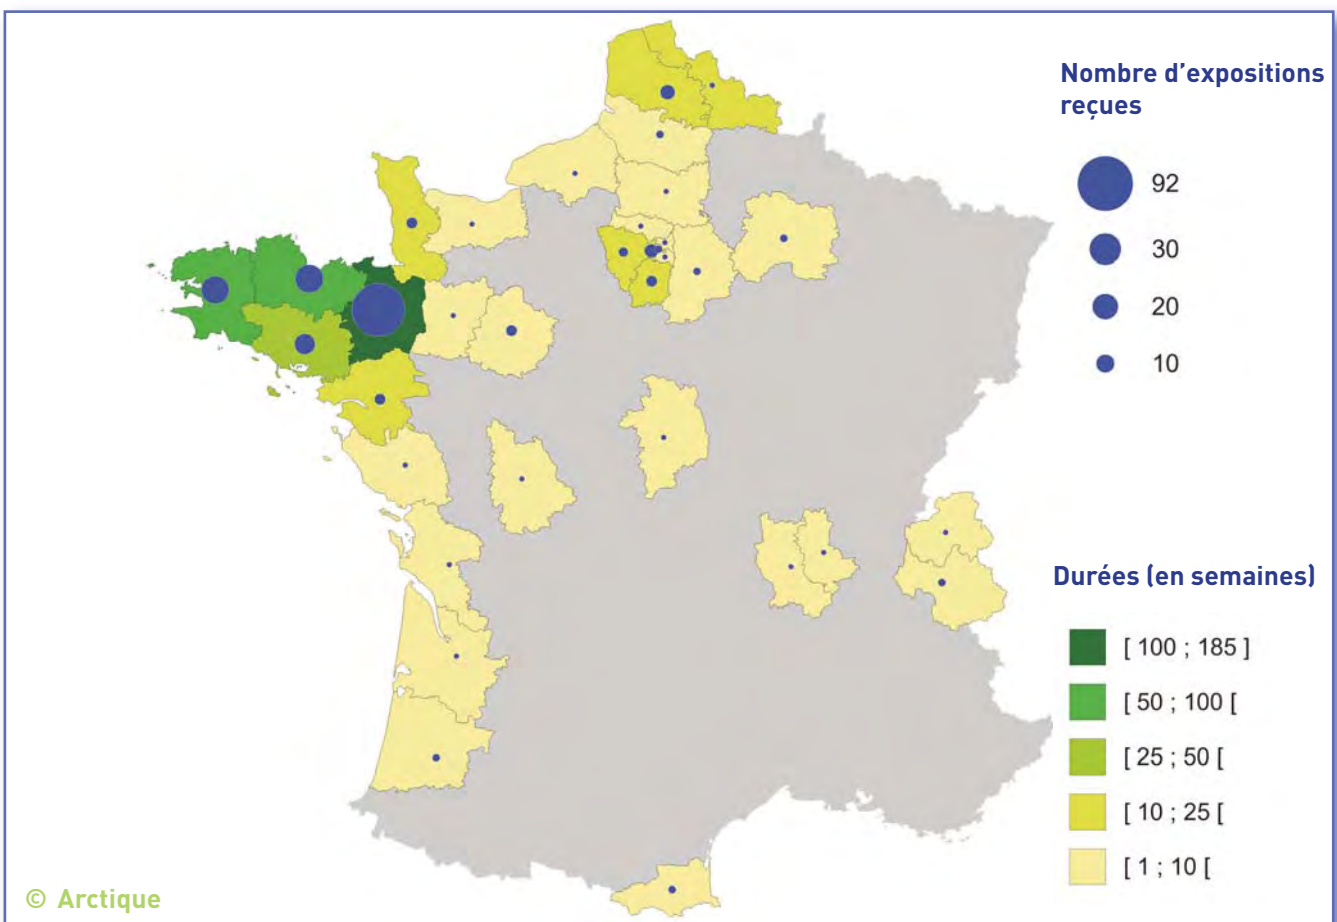 Nombre d'expositions
reçues
92
30
20
10
Durées (en semaines)
[ 100 ; 185 ]
[ 50 ; 100 [
[ 25 ; 50 [
[ 10 ; 25 [
[ 1 ; 10 [
© Arctique